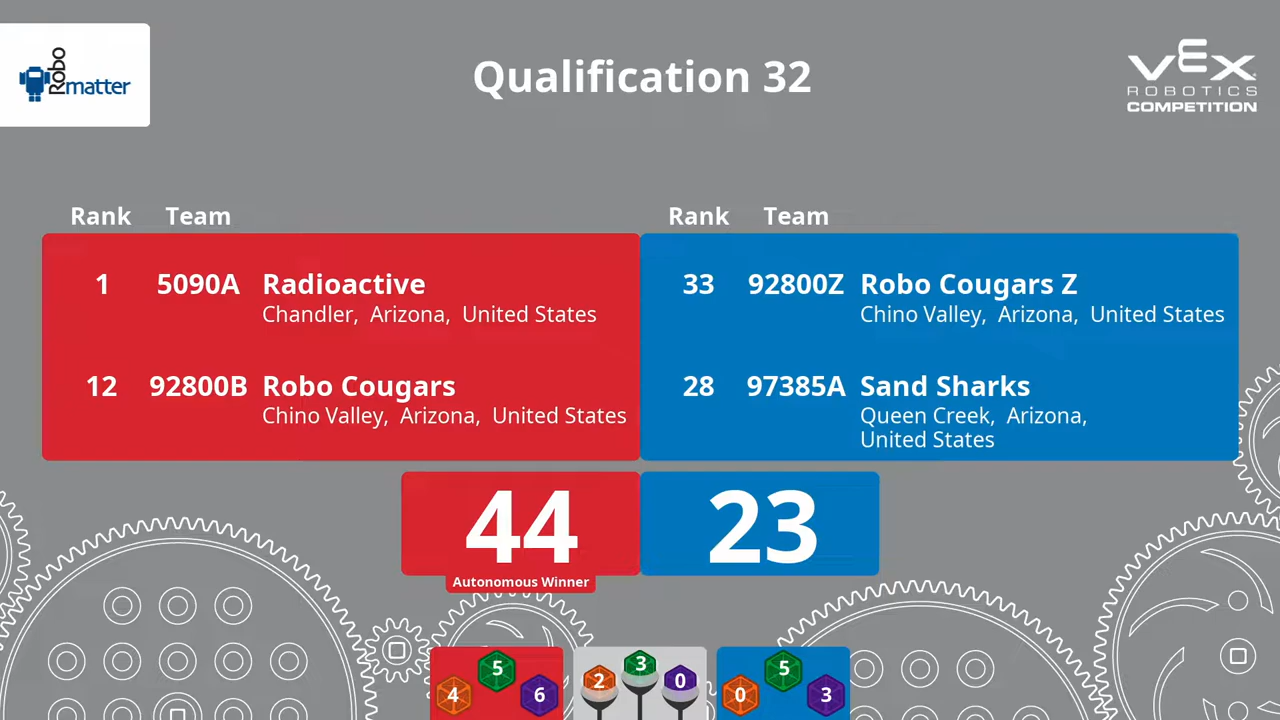 Robo
matter
Qualification 32
VEX
ROBOTICS
COMPETITION
Rank Team
Rank Team
1 5090A Radioactive
Chandler, Arizona, United States
12 92800B Robo Cougars
Chino Valley, Arizona, United States
33 92800Z Robo Cougars Z
Chino Valley, Arizona, United States
28 97385A Sand Sharks
Queen Creek, Arizona,
United States
44
23
Autonomous Winner
4 5 6
2 3 0
0 5 3